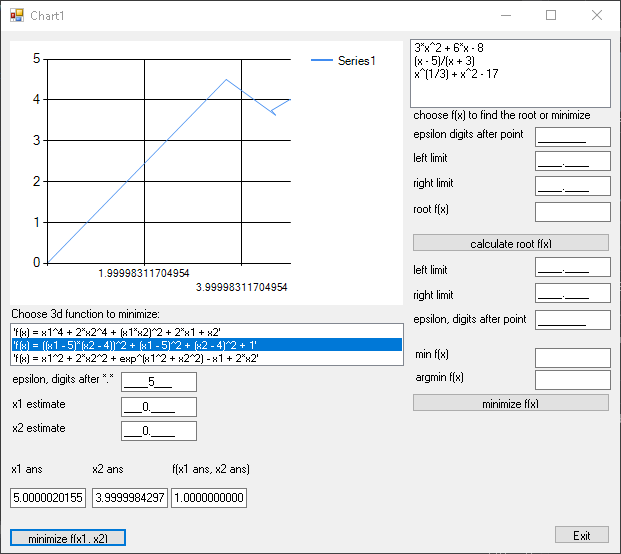 Chart1
5
4
3
2
1
0
1.99998311704954
3.99998311704954
Series1
3*x^2 + 6*x - 8
(x - 5)/(x + 3)
x^(1/3) + x^2 - 17
choose f(x) to find the root or minimize
epsilon digits after point
_______
left limit
____.____
right limit
____.____
root f(x)
calculate root f(x)
left limit
____.____
right limit
____.____
epsilon, digits after point
_______
min f(x)
argmin f(x)
minimize f(x)
Choose 3d function to minimize:
'f(x) = x1^4 + 2*x2^4 + (x1*x2)^2 + 2*x1 + x2'
'f(x) = ((x1 - 5)*(x2 - 4))^2 + (x1 - 5)^2 + (x2 - 4)^2 + 1'
'f(x) = x1^2 + 2*x2^2 + exp^(x1^2 + x2^2) - x1 + 2*x2'
epsilon, digits after *.*
____5___
x1 estimate
___0.____
x2 estimate
___0.____
x1 ans x2 ans f(x1 ans, x2 ans)
5.0000020155 3.9999984297 1.0000000000
minimize f(x1, x2)
Exit